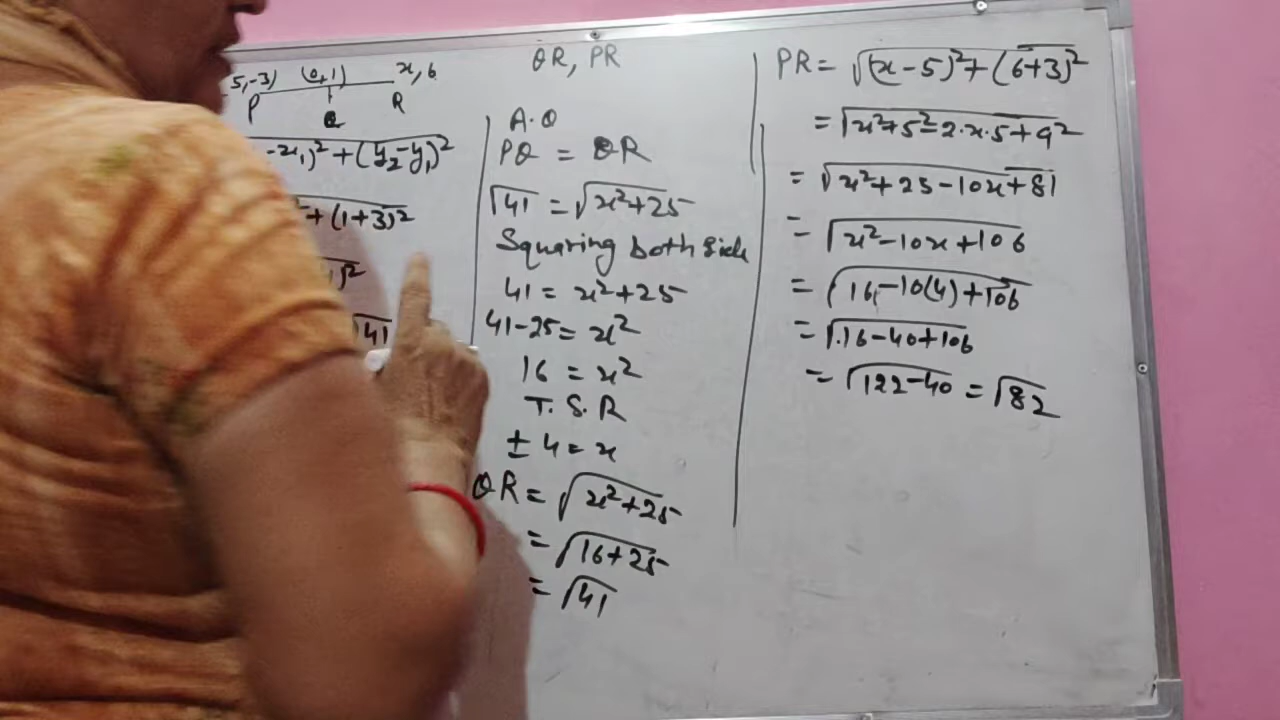 5,-3) (0,1) x, 6
P Q R
-x₁)² + (y₂-y₁)²
+ (1+3)²
)²
√41
QR, PR
A.Q
PQ = QR
√41 = √x²+25
Squaring both side
41 = x²+25
41-25 = x²
16 = x²
T. S. R
± 4 = x
QR = √x²+25
= √16+25
= √41
PR = √(x-5)²+(6+3)²
= √x²+5²-2.x.5+9²
= √x²+25-10x+81
= √x²-10x+106
= √16-10(4)+106
= √16-40+106
= √122-40 = √82